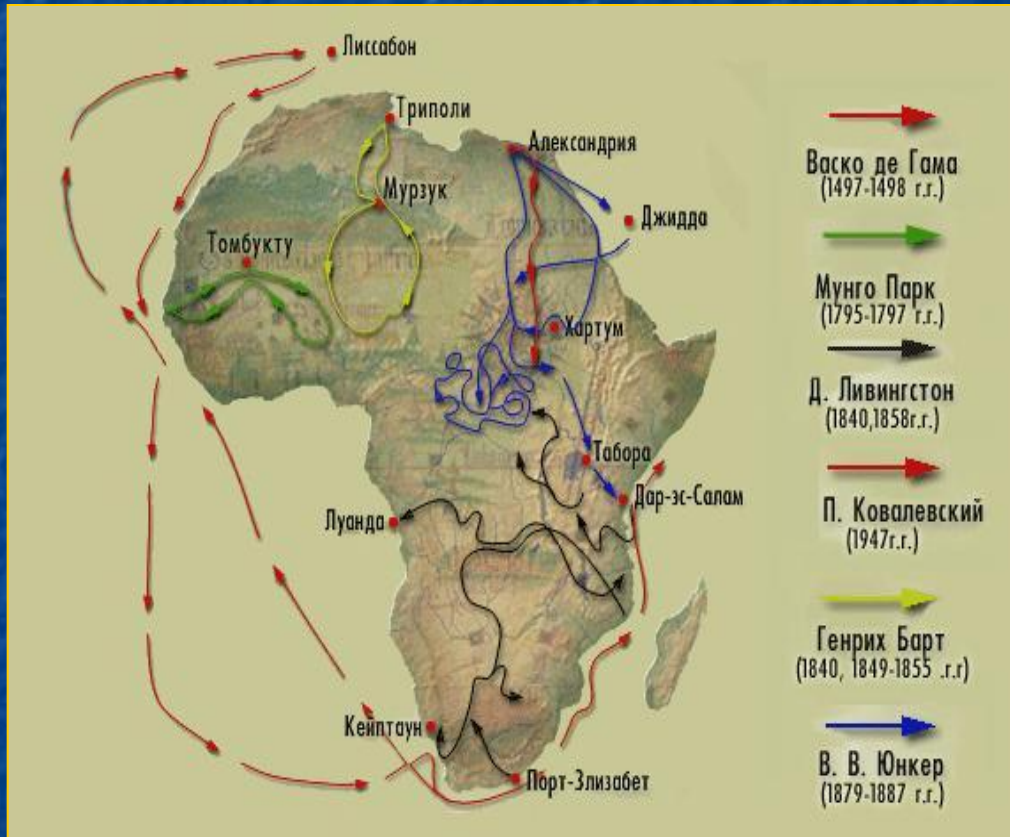 Лиссабон
Триполи
Александрия
Мурзук
Джидда
Томбукту
Хартум
Табора
Дар-эс-Салам
Луанда
Кейптаун
Порт-Элизабет
Васко де Гама
(1497-1498 г.г.)
Мунго Парк
(1795-1797 г.г.)
Д. Ливингстон
(1840,1858г.г.)
П. Ковалевский
(1947г.г.)
Генрих Барт
(1840, 1849-1855 .г.г)
В. В. Юнкер
(1879-1887 г.г.)